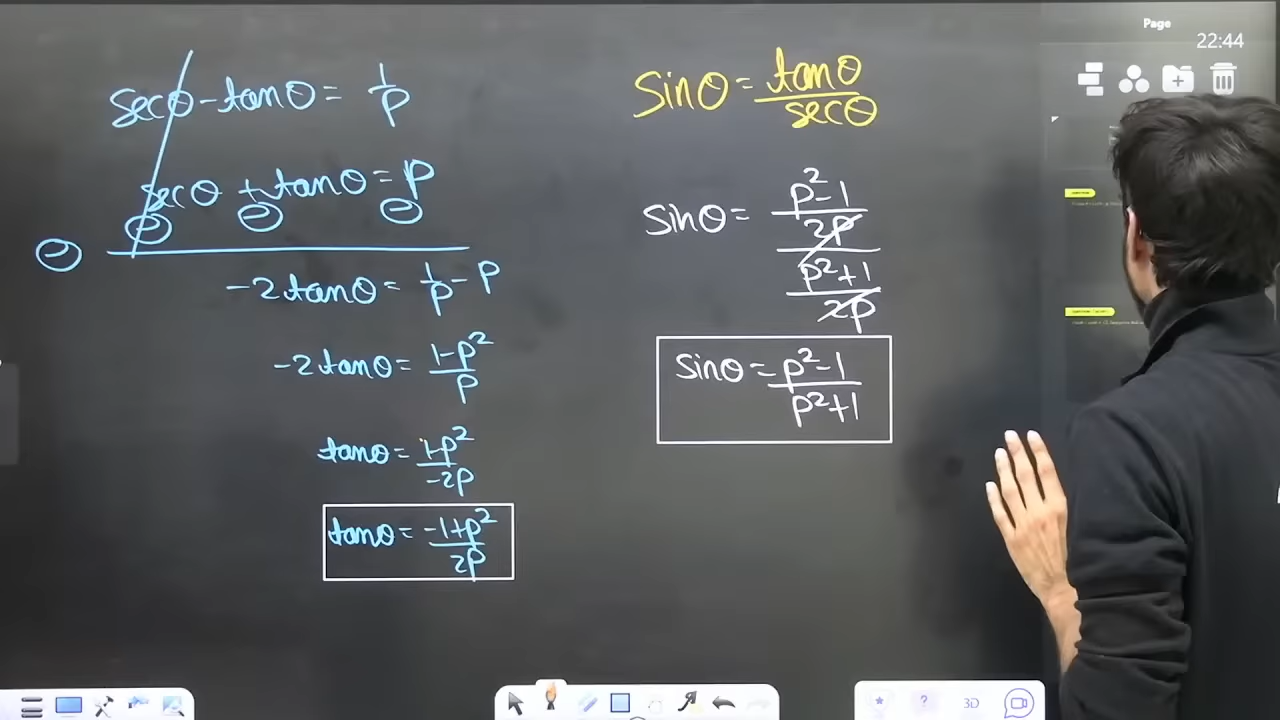 Page
22:44
secθ - tanθ = 1/p
secθ + tanθ = p
-2tanθ = 1/p - p
-2tanθ = 1-p²/p
tanθ = 1-p²/-2p
tanθ = -1+p²/2p
sinθ = tanθ/secθ
sinθ = p²-1/2p / p²+1/2p
sinθ = p²-1/p²+1
? 3D